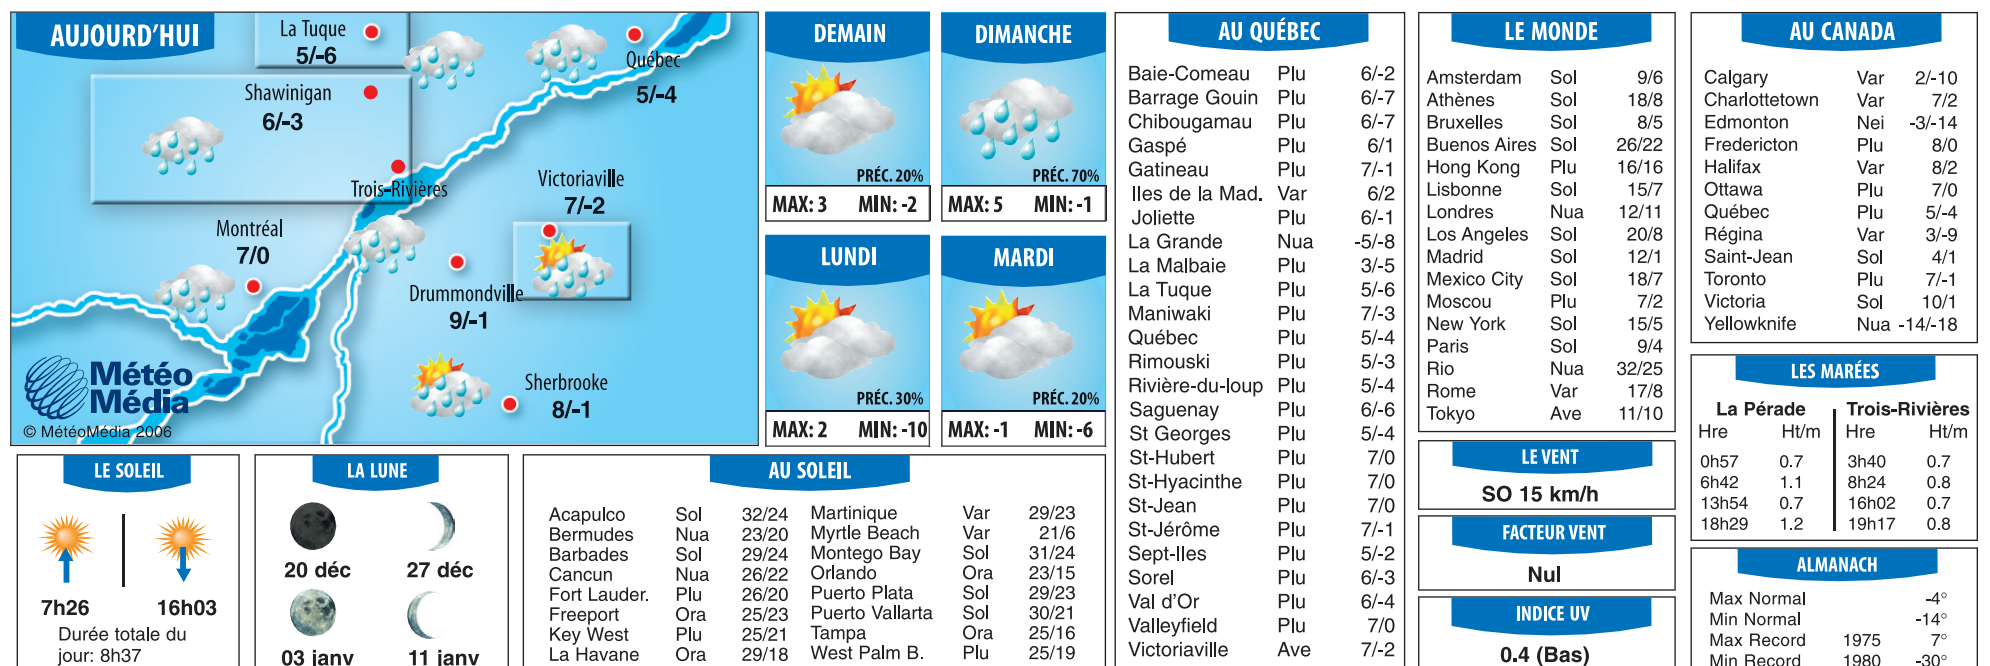 AUJOURD'HUI
La Tuque
5/-6
Québec
5/-4
Shawinigan
6/-3
Trois-Rivières
Victoriaville
7/-2
Montréal
7/0
Drummondville
9/-1
Sherbrooke
8/-1
Météo
Média
© MétéoMédia 2006
DEMAIN
PRÉC. 20%
MAX: 3 MIN: -2
DIMANCHE
PRÉC. 70%
MAX: 5 MIN: -1
LUNDI
PRÉC. 30%
MAX: 2 MIN: -10
MARDI
PRÉC. 20%
MAX: -1 MIN: -6
LE SOLEIL
7h26 16h03
Durée totale du
jour: 8h37
LA LUNE
20 déc 27 déc
03 janv 11 janv
AU SOLEIL
Acapulco Sol 32/24 Martinique Var 29/23
Bermudes Nua 23/20 Myrtle Beach Var 21/6
Barbades Sol 29/24 Montego Bay Sol 31/24
Cancun Nua 26/22 Orlando Ora 23/15
Fort Lauder. Plu 26/20 Puerto Plata Sol 29/23
Freeport Ora 25/23 Puerto Vallarta Sol 30/21
Key West Plu 25/21 Tampa Ora 25/16
La Havane Ora 29/18 West Palm B. Plu 25/19
AU QUÉBEC
Baie-Comeau Plu 6/-2
Barrage Gouin Plu 6/-7
Chibougamau Plu 6/-7
Gaspé Plu 6/1
Gatineau Plu 7/-1
Iles de la Mad. Var 6/2
Joliette Plu 6/-1
La Grande Nua -5/-8
La Malbaie Plu 3/-5
La Tuque Plu 5/-6
Maniwaki Plu 7/-3
Québec Plu 5/-4
Rimouski Plu 5/-3
Rivière-du-loup Plu 5/-4
Saguenay Plu 6/-6
St Georges Plu 5/-4
St-Hubert Plu 7/0
St-Hyacinthe Plu 7/0
St-Jean Plu 7/0
St-Jérôme Plu 7/-1
Sept-Iles Plu 5/-2
Sorel Plu 6/-3
Val d'Or Plu 6/-4
Valleyfield Plu 7/0
Victoriaville Ave 7/-2
LE MONDE
Amsterdam Sol 9/6
Athènes Sol 18/8
Bruxelles Sol 8/5
Buenos Aires Sol 26/22
Hong Kong Plu 16/16
Lisbonne Sol 15/7
Londres Nua 12/11
Los Angeles Sol 20/8
Madrid Sol 12/1
Mexico City Sol 18/7
Moscou Plu 7/2
New York Sol 15/5
Paris Sol 9/4
Rio Nua 32/25
Rome Var 17/8
Tokyo Ave 11/10
LE VENT
SO 15 km/h
FACTEUR VENT
Nul
INDICE UV
0.4 (Bas)
AU CANADA
Calgary Var 2/-10
Charlottetown Var 7/2
Edmonton Nei -3/-14
Fredericton Plu 8/0
Halifax Var 8/2
Ottawa Plu 7/0
Québec Plu 5/-4
Régina Var 3/-9
Saint-Jean Sol 4/1
Toronto Plu 7/-1
Victoria Sol 10/1
Yellowknife Nua -14/-18
LES MARÉES
La Pérade Trois-Rivières
Hre Ht/m Hre Ht/m
0h57 0.7 3h40 0.7
6h42 1.1 8h24 0.8
13h54 0.7 16h02 0.7
18h29 1.2 19h17 0.8
ALMANACH
Max Normal -4°
Min Normal -14°
Max Record 1975 7°
Min Record 1980 -30°